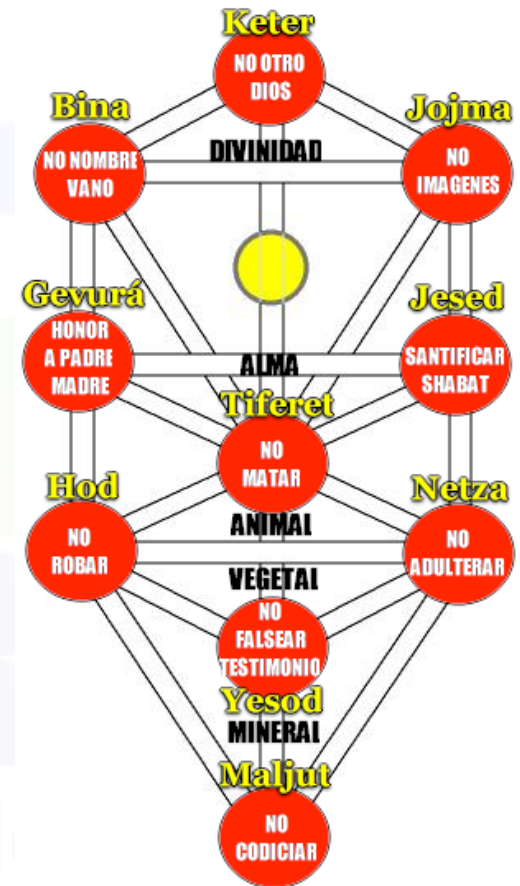 Keter
NO OTRO
DIOS
Bina
Jojma
NO NOMBRE
VANO
DIVINIDAD
NO
IMAGENES
Gevurá
Jesed
HONOR
A PADRE
MADRE
ALMA
SANTIFICAR
SHABAT
Tiferet
NO
MATAR
Hod
Netza
NO
ROBAR
ANIMAL
NO
ADULTERAR
VEGETAL
NO
FALSEAR
TESTIMONIO
Yesod
MINERAL
Maljut
NO
CODICIAR